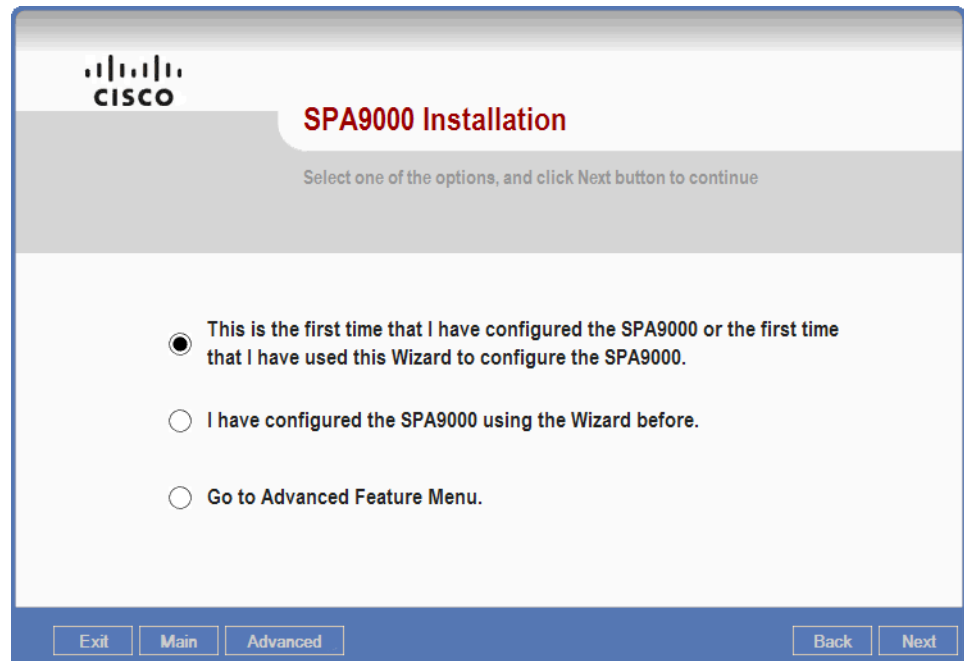 CISCO
SPA9000 Installation
Select one of the options, and click Next button to continue
This is the first time that I have configured the SPA9000 or the first time
that I have used this Wizard to configure the SPA9000.
I have configured the SPA9000 using the Wizard before.
Go to Advanced Feature Menu.
Exit Main Advanced Back Next